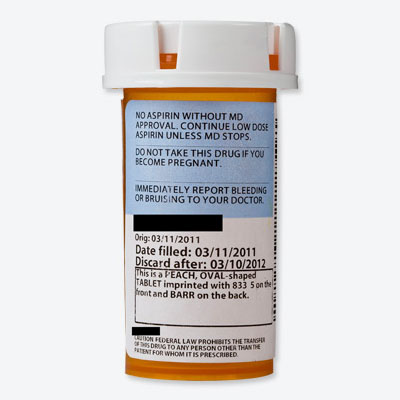 NO ASPIRIN WITHOUT MD
APPROVAL. CONTINUE LOW DOSE
ASPIRIN UNLESS MD STOPS.
DO NOT TAKE THIS DRUG IF YOU
BECOME PREGNANT.
IMMEDIATELY REPORT BLEEDING
OR BRUISING TO YOUR DOCTOR.
Orig: 03/11/2011
Date filled: 03/11/2011
Discard after: 03/10/2012
This is a PEACH, OVAL-shaped
TABLET imprinted with 833 5 on the
front and BARR on the back.
CAUTION FEDERAL LAW PROHIBITS THE TRANSFER
OF THIS DRUG TO ANY PERSON OTHER THAN THE
PATIENT FOR WHOM IT IS PRESCRIBED.